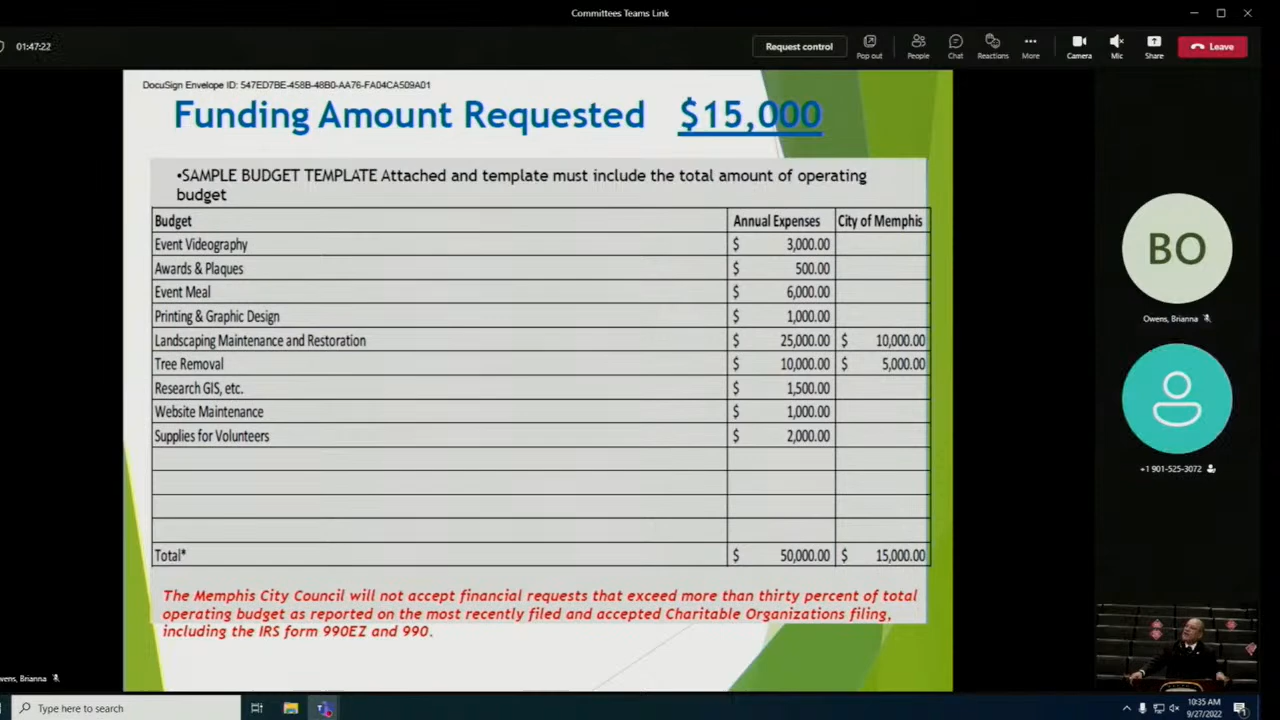 Committees Teams Link
01:47:22
Request control
Pop out
People
Chat
Reactions
More
Camera
Mic
Share
Leave
DocuSign Envelope ID: 547ED7BE-458B-48B0-AA76-FA04CA509A01
Funding Amount Requested $15,000
•SAMPLE BUDGET TEMPLATE Attached and template must include the total amount of operating
budget
Budget Annual Expenses City of Memphis
Event Videography $ 3,000.00
Awards & Plaques $ 500.00
Event Meal $ 6,000.00
Printing & Graphic Design $ 1,000.00
Landscaping Maintenance and Restoration $ 25,000.00 $ 10,000.00
Tree Removal $ 10,000.00 $ 5,000.00
Research GIS, etc. $ 1,500.00
Website Maintenance $ 1,000.00
Supplies for Volunteers $ 2,000.00
Total* $ 50,000.00 $ 15,000.00
The Memphis City Council will not accept financial requests that exceed more than thirty percent of total
operating budget as reported on the most recently filed and accepted Charitable Organizations filing,
including the IRS form 990EZ and 990.
BO
Owens, Brianna
+1 901-525-3072
wens, Brianna
Type here to search
10:35 AM
9/27/2022